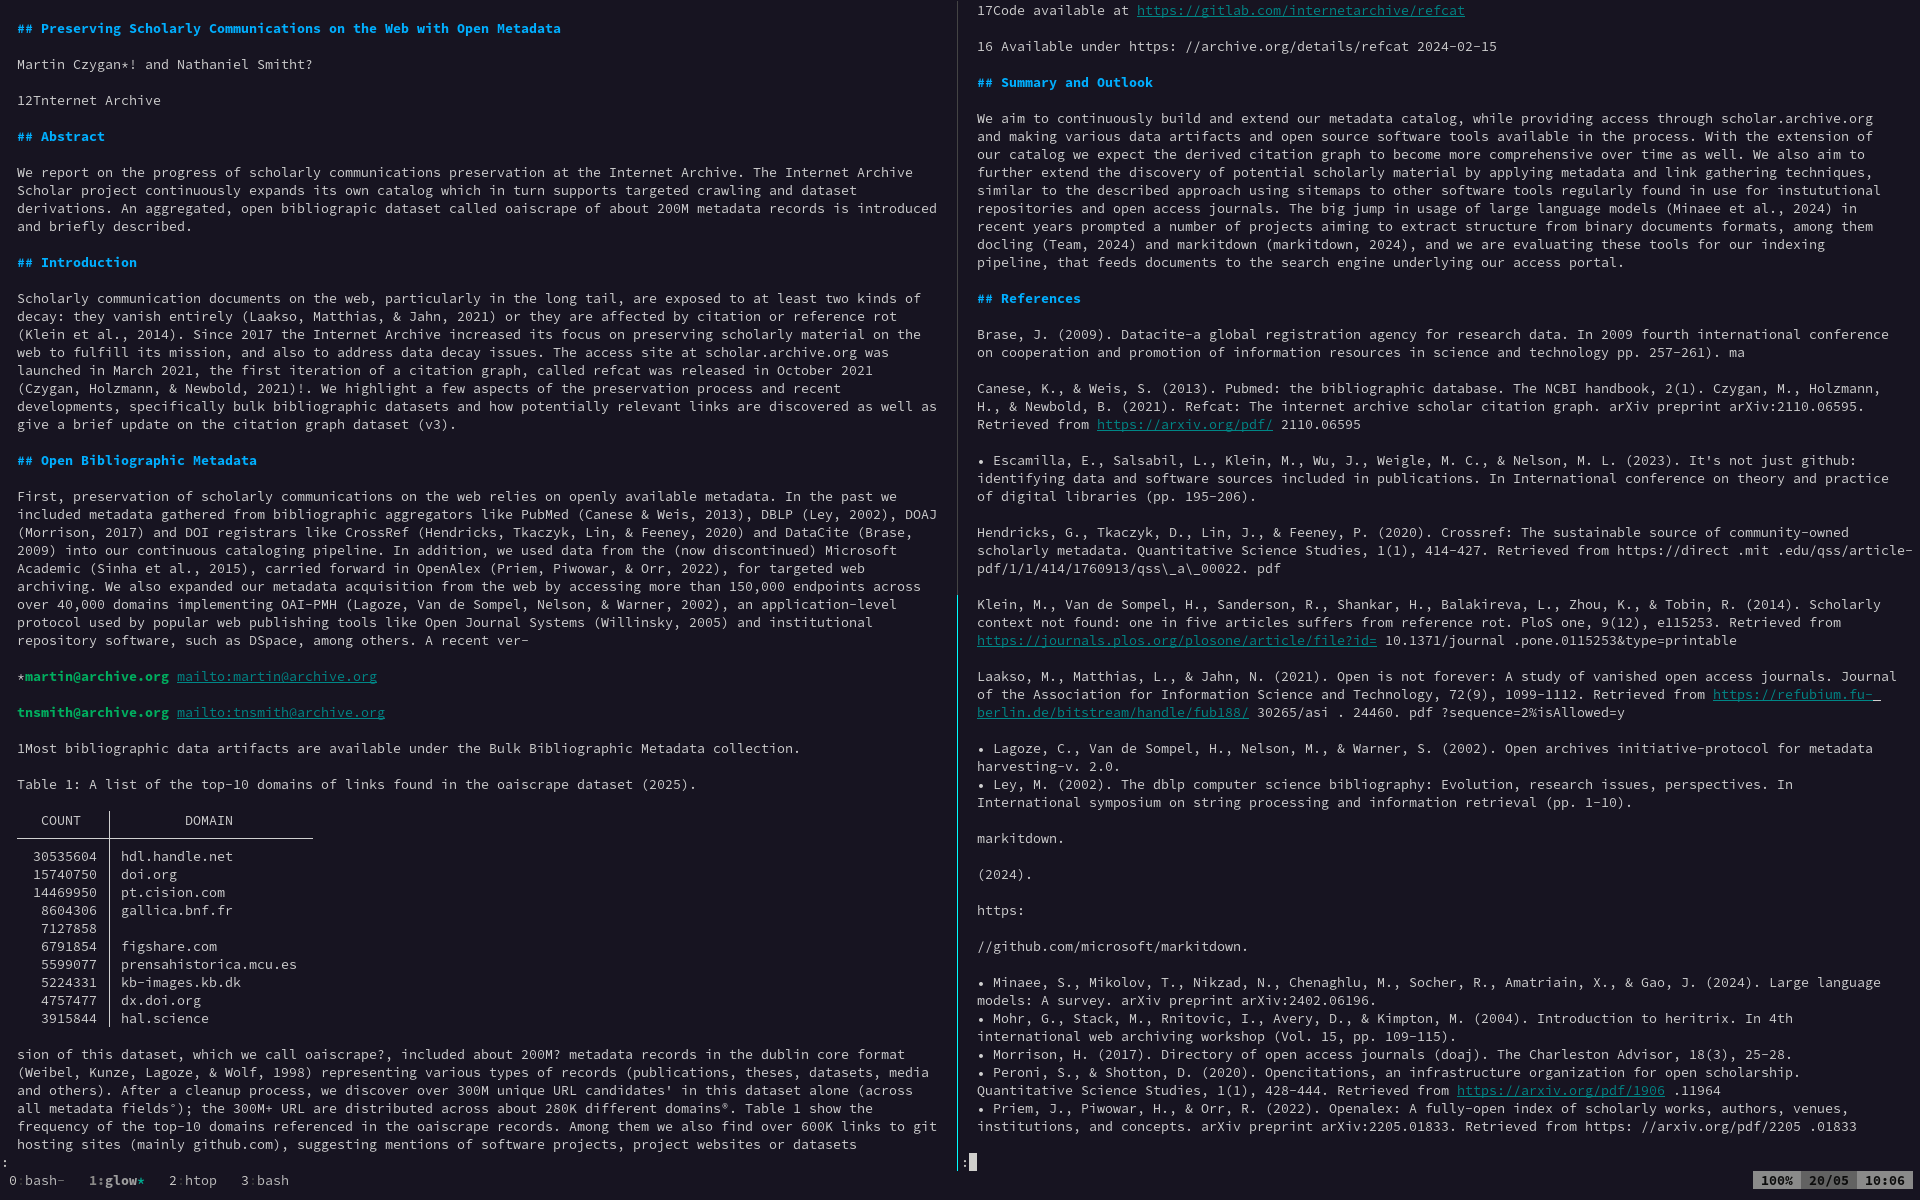 ## Preserving Scholarly Communications on the Web with Open Metadata
Martin Czygan*! and Nathaniel Smitht?
12Tnternet Archive
## Abstract
We report on the progress of scholarly communications preservation at the Internet Archive. The Internet Archive
Scholar project continuously expands its own catalog which in turn supports targeted crawling and dataset
derivations. An aggregated, open bibliograpic dataset called oaiscrape of about 200M metadata records is introduced
and briefly described.
## Introduction
Scholarly communication documents on the web, particularly in the long tail, are exposed to at least two kinds of
decay: they vanish entirely (Laakso, Matthias, & Jahn, 2021) or they are affected by citation or reference rot
(Klein et al., 2014). Since 2017 the Internet Archive increased its focus on preserving scholarly material on the
web to fulfill its mission, and also to address data decay issues. The access site at scholar.archive.org was
launched in March 2021, the first iteration of a citation graph, called refcat was released in October 2021
(Czygan, Holzmann, & Newbold, 2021)!. We highlight a few aspects of the preservation process and recent
developments, specifically bulk bibliographic datasets and how potentially relevant links are discovered as well as
give a brief update on the citation graph dataset (v3).
## Open Bibliographic Metadata
First, preservation of scholarly communications on the web relies on openly available metadata. In the past we
included metadata gathered from bibliographic aggregators like PubMed (Canese & Weis, 2013), DBLP (Ley, 2002), DOAJ
(Morrison, 2017) and DOI registrars like CrossRef (Hendricks, Tkaczyk, Lin, & Feeney, 2020) and DataCite (Brase,
2009) into our continuous cataloging pipeline. In addition, we used data from the (now discontinued) Microsoft
Academic (Sinha et al., 2015), carried forward in OpenAlex (Priem, Piwowar, & Orr, 2022), for targeted web
archiving. We also expanded our metadata acquisition from the web by accessing more than 150,000 endpoints across
over 40,000 domains implementing OAI-PMH (Lagoze, Van de Sompel, Nelson, & Warner, 2002), an application-level
protocol used by popular web publishing tools like Open Journal Systems (Willinsky, 2005) and institutional
repository software, such as DSpace, among others. A recent ver-
*martin@archive.org mailto:martin@archive.org
tnsmith@archive.org mailto:tnsmith@archive.org
1Most bibliographic data artifacts are available under the Bulk Bibliographic Metadata collection.
Table 1: A list of the top-10 domains of links found in the oaiscrape dataset (2025).
COUNT DOMAIN
30535604 hdl.handle.net
15740750 doi.org
14469950 pt.cision.com
8604306 gallica.bnf.fr
7127858
6791854 figshare.com
5599077 prensahistorica.mcu.es
5224331 kb-images.kb.dk
4757477 dx.doi.org
3915844 hal.science
sion of this dataset, which we call oaiscrape?, included about 200M? metadata records in the dublin core format
(Weibel, Kunze, Lagoze, & Wolf, 1998) representing various types of records (publications, theses, datasets, media
and others). After a cleanup process, we discover over 300M unique URL candidates' in this dataset alone (across
all metadata fields°); the 300M+ URL are distributed across about 280K different domains®. Table 1 show the
frequency of the top-10 domains referenced in the oaiscrape records. Among them we also find over 600K links to git
hosting sites (mainly github.com), suggesting mentions of software projects, project websites or datasets
:
17Code available at https://gitlab.com/internetarchive/refcat
16 Available under https: //archive.org/details/refcat 2024-02-15
## Summary and Outlook
We aim to continuously build and extend our metadata catalog, while providing access through scholar.archive.org
and making various data artifacts and open source software tools available in the process. With the extension of
our catalog we expect the derived citation graph to become more comprehensive over time as well. We also aim to
further extend the discovery of potential scholarly material by applying metadata and link gathering techniques,
similar to the described approach using sitemaps to other software tools regularly found in use for instutional
repositories and open access journals. The big jump in usage of large language models (Minaee et al., 2024) in
recent years prompted a number of projects aiming to extract structure from binary documents formats, among them
docling (Team, 2024) and markitdown (markitdown, 2024), and we are evaluating these tools for our indexing
pipeline, that feeds documents to the search engine underlying our access portal.
## References
Brase, J. (2009). Datacite-a global registration agency for research data. In 2009 fourth international conference
on cooperation and promotion of information resources in science and technology pp. 257-261). ma
Canese, K., & Weis, S. (2013). Pubmed: the bibliographic database. The NCBI handbook, 2(1). Czygan, M., Holzmann,
H., & Newbold, B. (2021). Refcat: The internet archive scholar citation graph. arXiv preprint arXiv:2110.06595.
Retrieved from https://arxiv.org/pdf/ 2110.06595
• Escamilla, E., Salsabil, L., Klein, M., Wu, J., Weigle, M. C., & Nelson, M. L. (2023). It's not just github:
identifying data and software sources included in publications. In International conference on theory and practice
of digital libraries (pp. 195-206).
Hendricks, G., Tkaczyk, D., Lin, J., & Feeney, P. (2020). Crossref: The sustainable source of community-owned
scholarly metadata. Quantitative Science Studies, 1(1), 414-427. Retrieved from https://direct .mit .edu/qss/article-
pdf/1/1/414/1760913/qss\_a\_00022. pdf
Klein, M., Van de Sompel, H., Sanderson, R., Shankar, H., Balakireva, L., Zhou, K., & Tobin, R. (2014). Scholarly
context not found: one in five articles suffers from reference rot. PloS one, 9(12), e115253. Retrieved from
https://journals.plos.org/plosone/article/file?id= 10.1371/journal .pone.0115253&type=printable
Laakso, M., Matthias, L., & Jahn, N. (2021). Open is not forever: A study of vanished open access journals. Journal
of the Association for Information Science and Technology, 72(9), 1099-1112. Retrieved from https://refubium.fu-_
berlin.de/bitstream/handle/fub188/ 30265/asi . 24460. pdf ?sequence=2%isAllowed=y
• Lagoze, C., Van de Sompel, H., Nelson, M., & Warner, S. (2002). Open archives initiative-protocol for metadata
harvesting-v. 2.0.
• Ley, M. (2002). The dblp computer science bibliography: Evolution, research issues, perspectives. In
International symposium on string processing and information retrieval (pp. 1-10).
markitdown.
(2024).
https:
//github.com/microsoft/markitdown.
• Minaee, S., Mikolov, T., Nikzad, N., Chenaghlu, M., Socher, R., Amatriain, X., & Gao, J. (2024). Large language
models: A survey. arXiv preprint arXiv:2402.06196.
• Mohr, G., Stack, M., Rnitovic, I., Avery, D., & Kimpton, M. (2004). Introduction to heritrix. In 4th
international web archiving workshop (Vol. 15, pp. 109-115).
• Morrison, H. (2017). Directory of open access journals (doaj). The Charleston Advisor, 18(3), 25-28.
• Peroni, S., & Shotton, D. (2020). Opencitations, an infrastructure organization for open scholarship.
Quantitative Science Studies, 1(1), 428-444. Retrieved from https://arxiv.org/pdf/1906 .11964
• Priem, J., Piwowar, H., & Orr, R. (2022). Openalex: A fully-open index of scholarly works, authors, venues,
institutions, and concepts. arXiv preprint arXiv:2205.01833. Retrieved from https: //arxiv.org/pdf/2205 .01833
:
0:bash- 1:glow* 2:htop 3:bash 100% 20/05 10:06